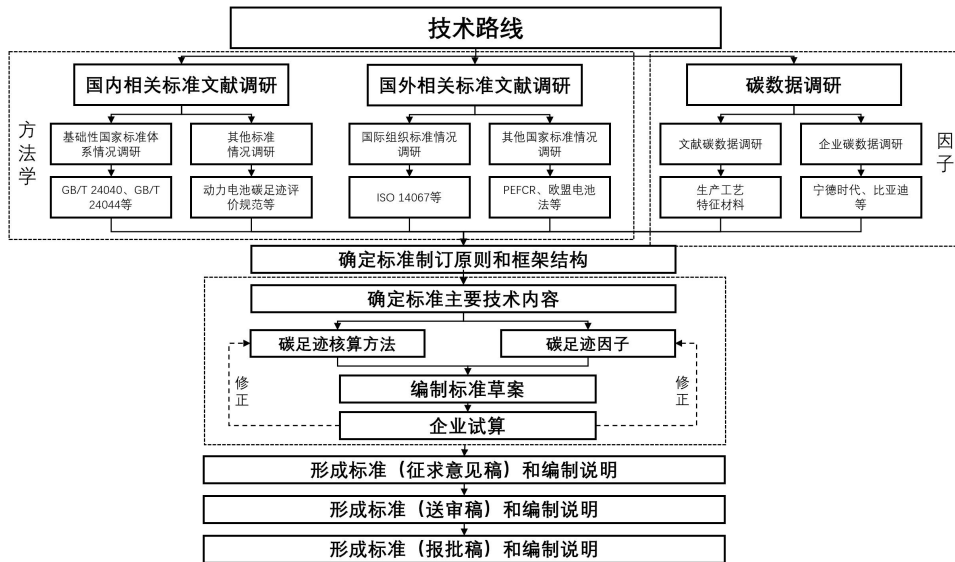 技术路线
国内相关标准文献调研
国外相关标准文献调研
碳数据调研
方法学
因子
基础性国家标准体
系情况调研
其他标准
情况调研
国际组织标准情况
调研
其他国家标准情况
调研
文献碳数据调研
企业碳数据调研
GB/T 24040、GB/T
24044等
动力电池碳足迹评
价规范等
ISO 14067等
PEFCR、欧盟电池
法等
生产工艺
特征材料
宁德时代、比亚迪
等
确定标准制订原则和框架结构
确定标准主要技术内容
碳足迹核算方法
碳足迹因子
修正
修正
编制标准草案
企业试算
形成标准（征求意见稿）和编制说明
形成标准（送审稿）和编制说明
形成标准（报批稿）和编制说明